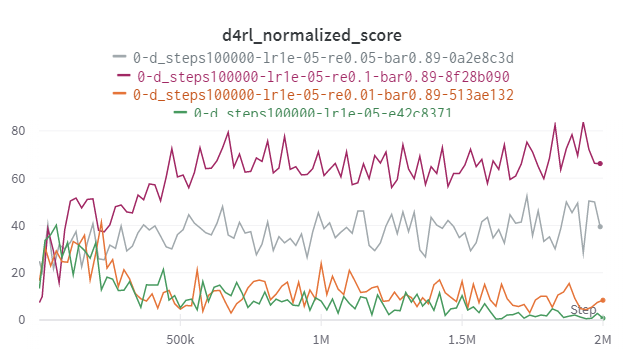 d4rl_normalized_score
0-d_steps100000-lr1e-05-re0.05-bar0.89-0a2e8c3d
0-d_steps100000-lr1e-05-re0.1-bar0.89-8f28b090
0-d_steps100000-lr1e-05-re0.01-bar0.89-513ae132
0-d_steps100000-lr1e-05-e42c8371
80
60
40
20
0
Step
500k 1M 1.5M 2M